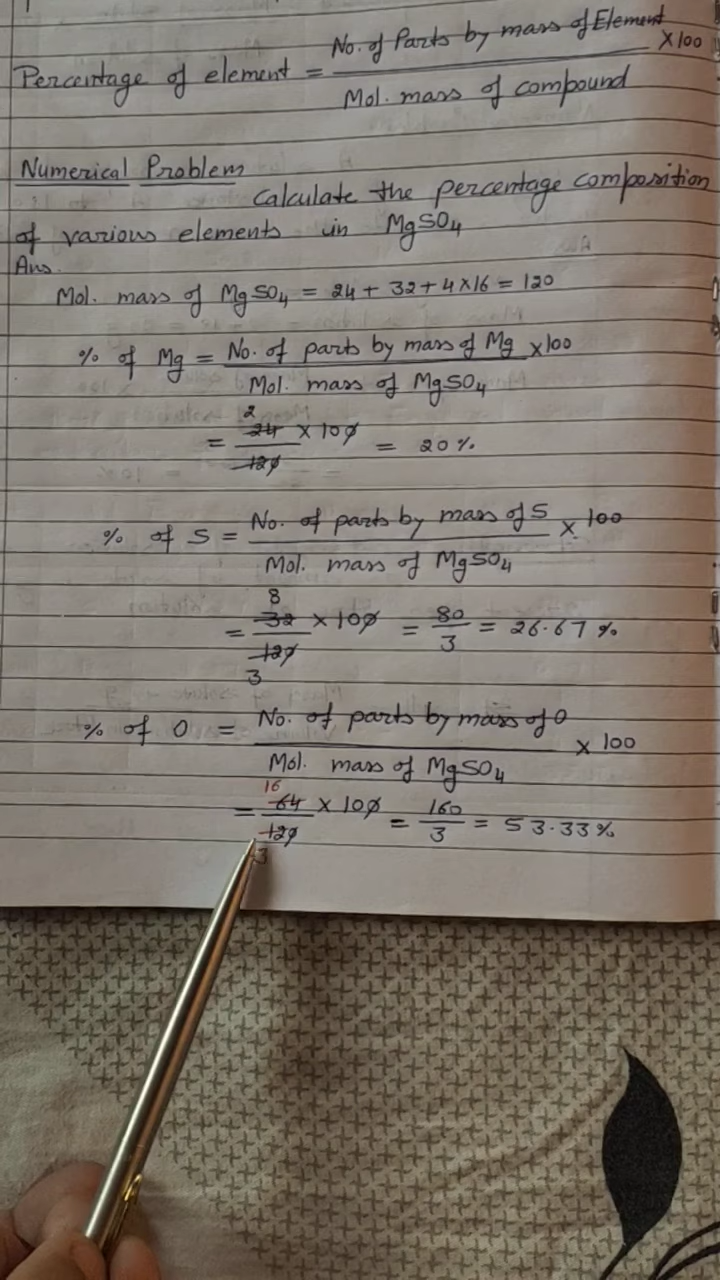 No. of Parts by mass of Element
Percentage of element = ——— × 100
Mol. mass of compound
Numerical Problem
Calculate the percentage composition
of various elements in MgSO4
Ans.
Mol. mass of MgSO4 = 24 + 32 + 4×16 = 120
% of Mg = No. of parts by mass of Mg ×100
Mol. mass of MgSO4
2
= 24 × 100 = 20 %
120
% of S = No. of parts by mass of S × 100
Mol. mass of MgSO4
8
= 32 × 100 = 80 = 26.67 %
120 3
3
% of O = No. of parts by mass of O × 100
Mol. mass of MgSO4
16
= 64 × 100 = 160 = 53.33%
120 3
3